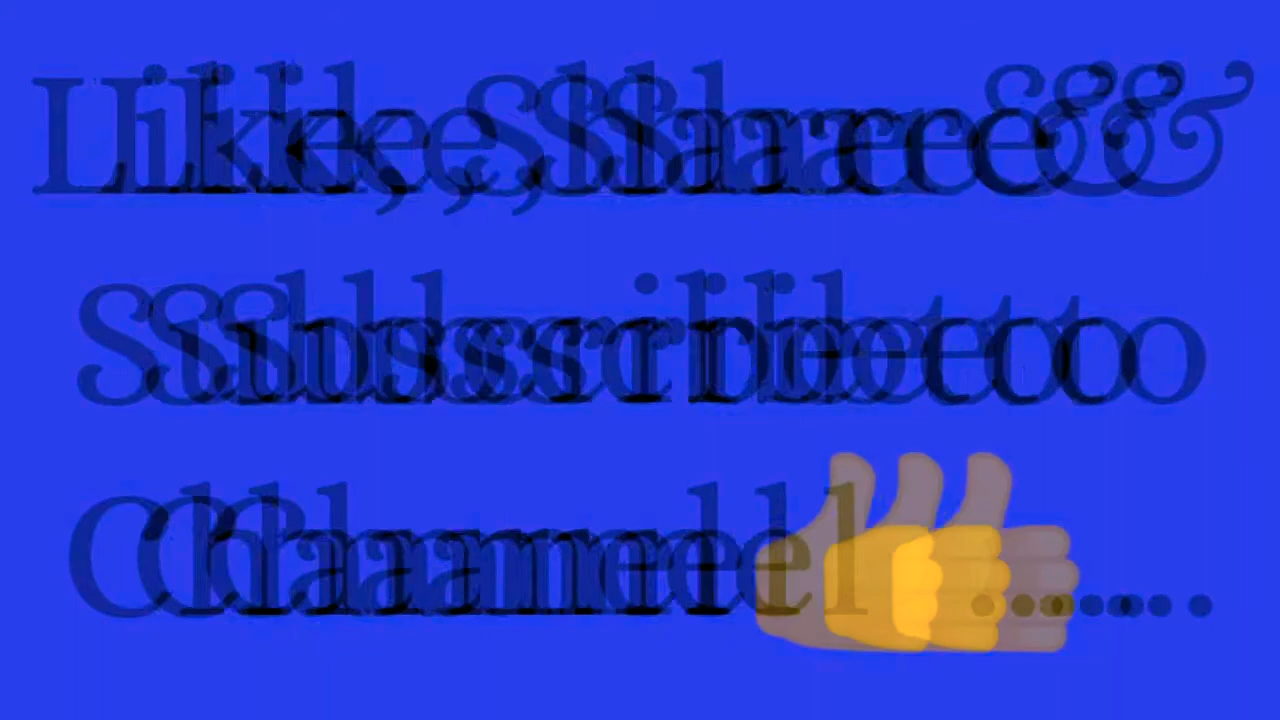 Like, Share &
Subscribe to
Channel 👍....